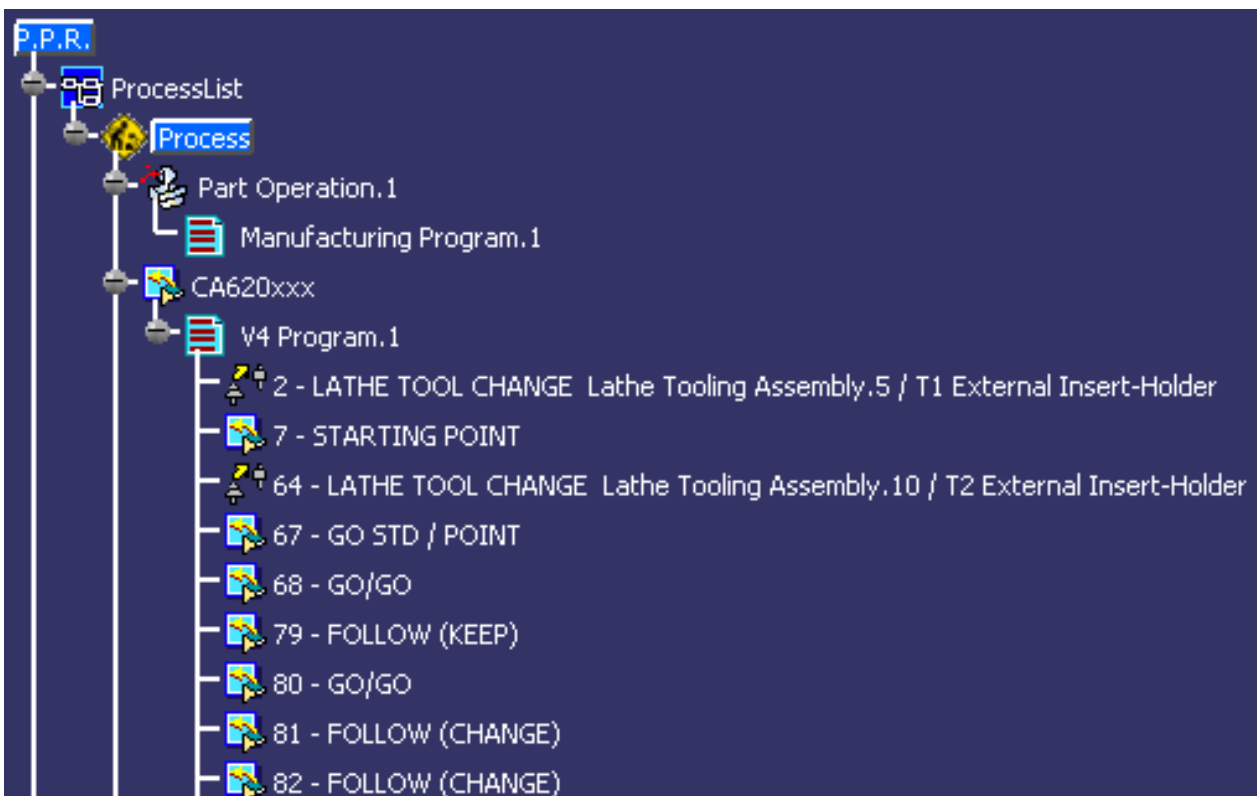 P.P.R.
ProcessList
Process
Part Operation.1
Manufacturing Program.1
CA620xxx
V4 Program.1
2 - LATHE TOOL CHANGE  Lathe Tooling Assembly.5 / T1 External Insert-Holder
7 - STARTING POINT
64 - LATHE TOOL CHANGE  Lathe Tooling Assembly.10 / T2 External Insert-Holder
67 - GO STD / POINT
68 - GO/GO
79 - FOLLOW (KEEP)
80 - GO/GO
81 - FOLLOW (CHANGE)
82 - FOLLOW (CHANGE)